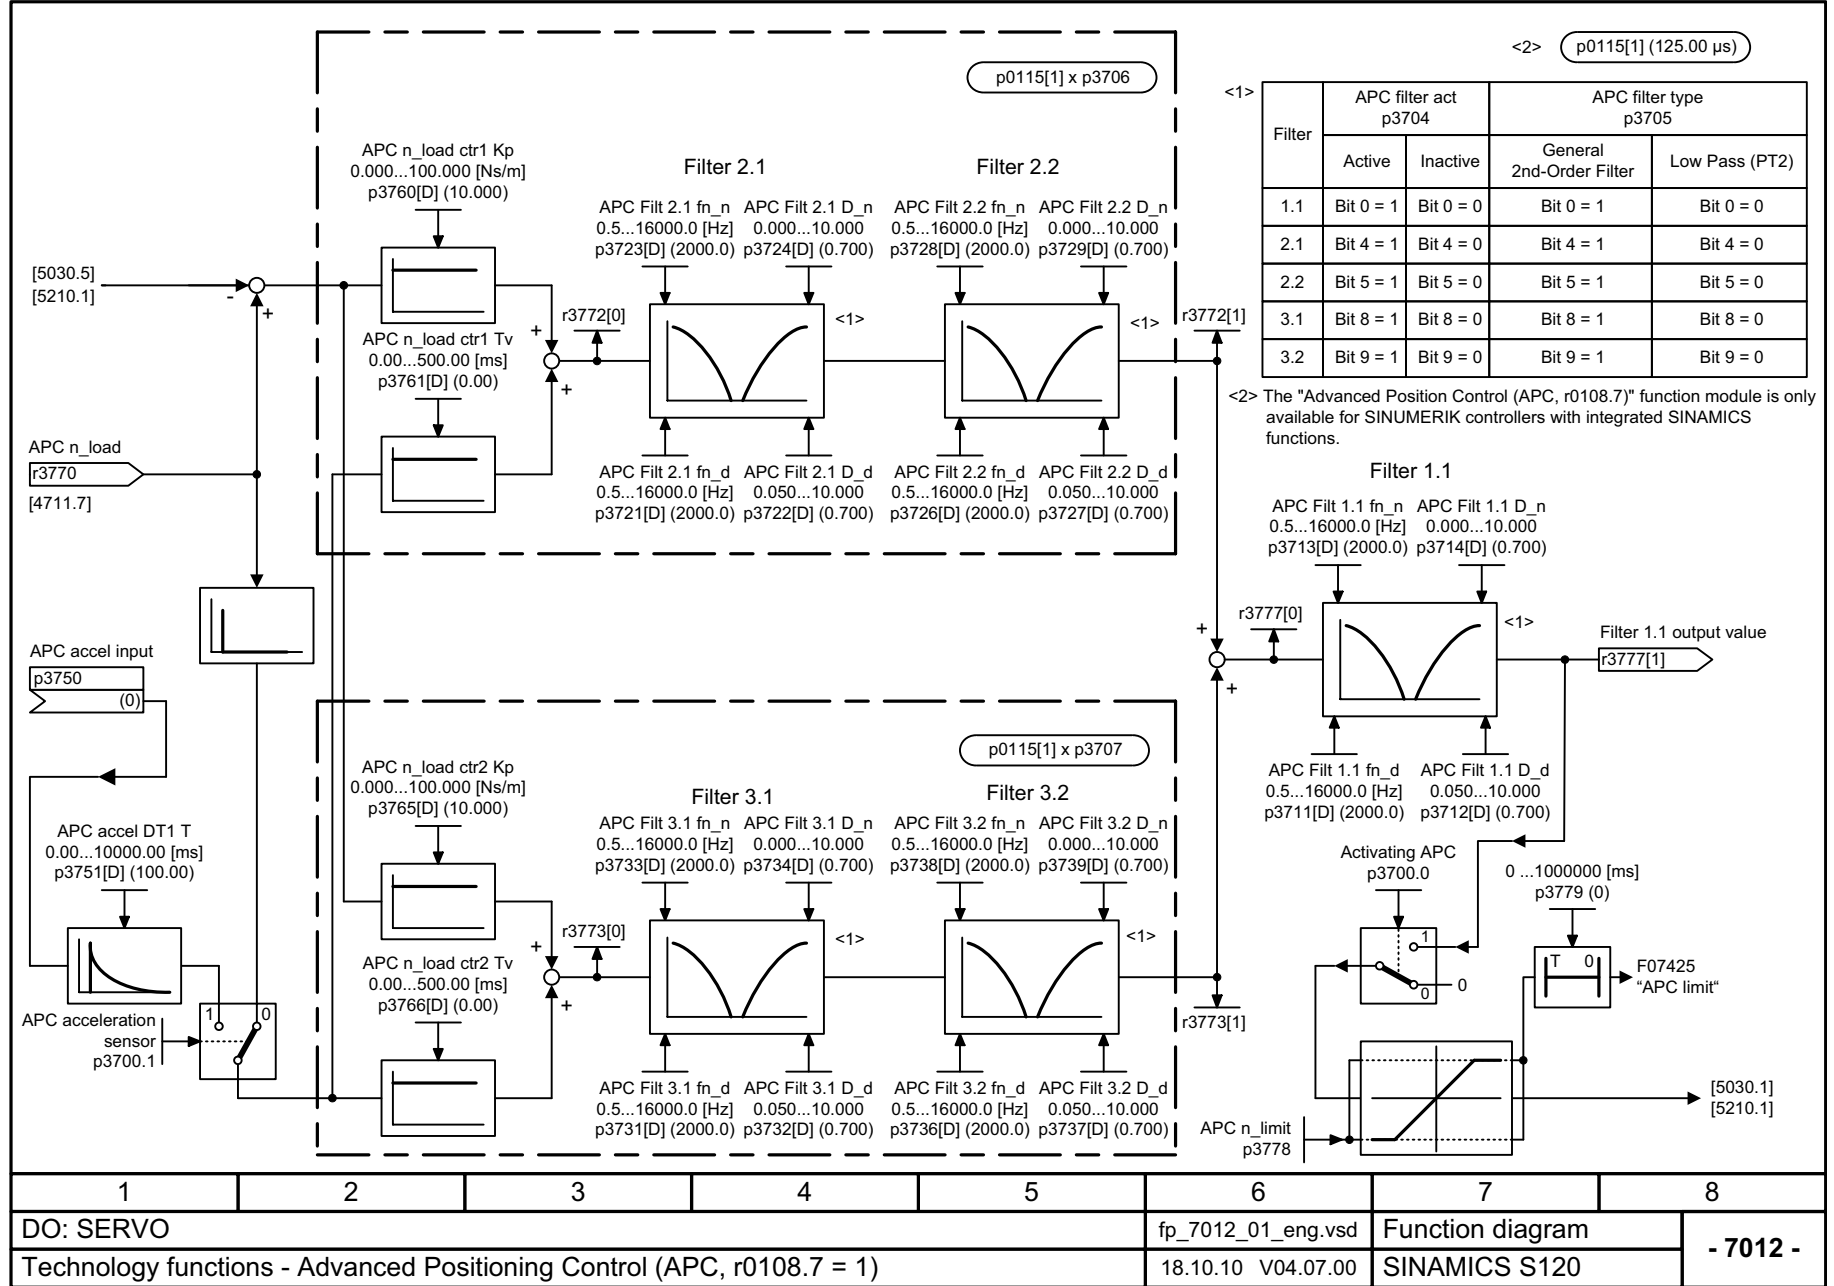 <2> p0115[1] (125.00 µs)
<1>
Filter
APC filter act
p3704
APC filter type
p3705
Active
Inactive
General
2nd-Order Filter
Low Pass (PT2)
1.1 Bit 0 = 1 Bit 0 = 0 Bit 0 = 1 Bit 0 = 0
2.1 Bit 4 = 1 Bit 4 = 0 Bit 4 = 1 Bit 4 = 0
2.2 Bit 5 = 1 Bit 5 = 0 Bit 5 = 1 Bit 5 = 0
3.1 Bit 8 = 1 Bit 8 = 0 Bit 8 = 1 Bit 8 = 0
3.2 Bit 9 = 1 Bit 9 = 0 Bit 9 = 1 Bit 9 = 0
<2> The "Advanced Position Control (APC, r0108.7)" function module is only
available for SINUMERIK controllers with integrated SINAMICS
functions.
p0115[1] x p3706
APC n_load ctr1 Kp
0.000...100.000 [Ns/m]
p3760[D] (10.000)
Filter 2.1
Filter 2.2
APC Filt 2.1 fn_n
0.5...16000.0 [Hz]
p3723[D] (2000.0)
APC Filt 2.1 D_n
0.000...10.000
p3724[D] (0.700)
APC Filt 2.2 fn_n
0.5...16000.0 [Hz]
p3728[D] (2000.0)
APC Filt 2.2 D_n
0.000...10.000
p3729[D] (0.700)
[5030.5]
[5210.1]
-
+
APC n_load ctr1 Tv
0.00...500.00 [ms]
p3761[D] (0.00)
+
+
r3772[0]
<1>
<1>
r3772[1]
APC n_load
r3770
[4711.7]
APC Filt 2.1 fn_d
0.5...16000.0 [Hz]
p3721[D] (2000.0)
APC Filt 2.1 D_d
0.050...10.000
p3722[D] (0.700)
APC Filt 2.2 fn_d
0.5...16000.0 [Hz]
p3726[D] (2000.0)
APC Filt 2.2 D_d
0.050...10.000
p3727[D] (0.700)
Filter 1.1
APC Filt 1.1 fn_n
0.5...16000.0 [Hz]
p3713[D] (2000.0)
APC Filt 1.1 D_n
0.000...10.000
p3714[D] (0.700)
+
+
r3777[0]
<1>
Filter 1.1 output value
r3777[1]
APC Filt 1.1 fn_d
0.5...16000.0 [Hz]
p3711[D] (2000.0)
APC Filt 1.1 D_d
0.050...10.000
p3712[D] (0.700)
APC accel input
p3750
(0)
APC accel DT1 T
0.00...10000.00 [ms]
p3751[D] (100.00)
APC acceleration
sensor
p3700.1
1
0
p0115[1] x p3707
APC n_load ctr2 Kp
0.000...100.000 [Ns/m]
p3765[D] (10.000)
Filter 3.1
Filter 3.2
APC Filt 3.1 fn_n
0.5...16000.0 [Hz]
p3733[D] (2000.0)
APC Filt 3.1 D_n
0.000...10.000
p3734[D] (0.700)
APC Filt 3.2 fn_n
0.5...16000.0 [Hz]
p3738[D] (2000.0)
APC Filt 3.2 D_n
0.000...10.000
p3739[D] (0.700)
APC n_load ctr2 Tv
0.00...500.00 [ms]
p3766[D] (0.00)
+
+
r3773[0]
<1>
<1>
r3773[1]
APC Filt 3.1 fn_d
0.5...16000.0 [Hz]
p3731[D] (2000.0)
APC Filt 3.1 D_d
0.050...10.000
p3732[D] (0.700)
APC Filt 3.2 fn_d
0.5...16000.0 [Hz]
p3736[D] (2000.0)
APC Filt 3.2 D_d
0.050...10.000
p3737[D] (0.700)
Activating APC
p3700.0
1
0
0
0 ...1000000 [ms]
p3779 (0)
T 0
F07425
“APC limit“
APC n_limit
p3778
[5030.1]
[5210.1]
1 2 3 4 5 6 7 8
DO: SERVO
fp_7012_01_eng.vsd
Function diagram
- 7012 -
Technology functions - Advanced Positioning Control (APC, r0108.7 = 1)
18.10.10 V04.07.00
SINAMICS S120